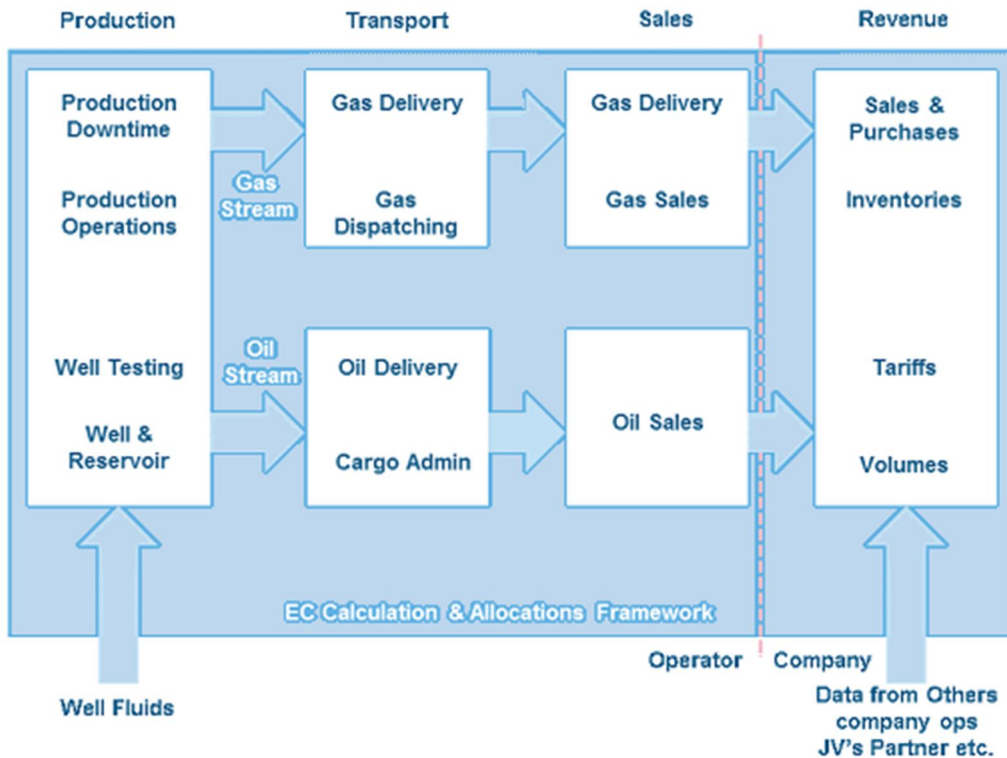 Production
Transport
Sales
Revenue
Production
Downtime
Production
Operations
Well Testing
Well &
Reservoir
Gas
Stream
Oil
Stream
Gas Delivery
Gas
Dispatching
Oil Delivery
Cargo Admin
Gas Delivery
Gas Sales
Oil Sales
Sales &
Purchases
Inventories
Tariffs
Volumes
EC Calculation & Allocations Framework
Operator
Company
Well Fluids
Data from Others
company ops
JV's Partner etc.